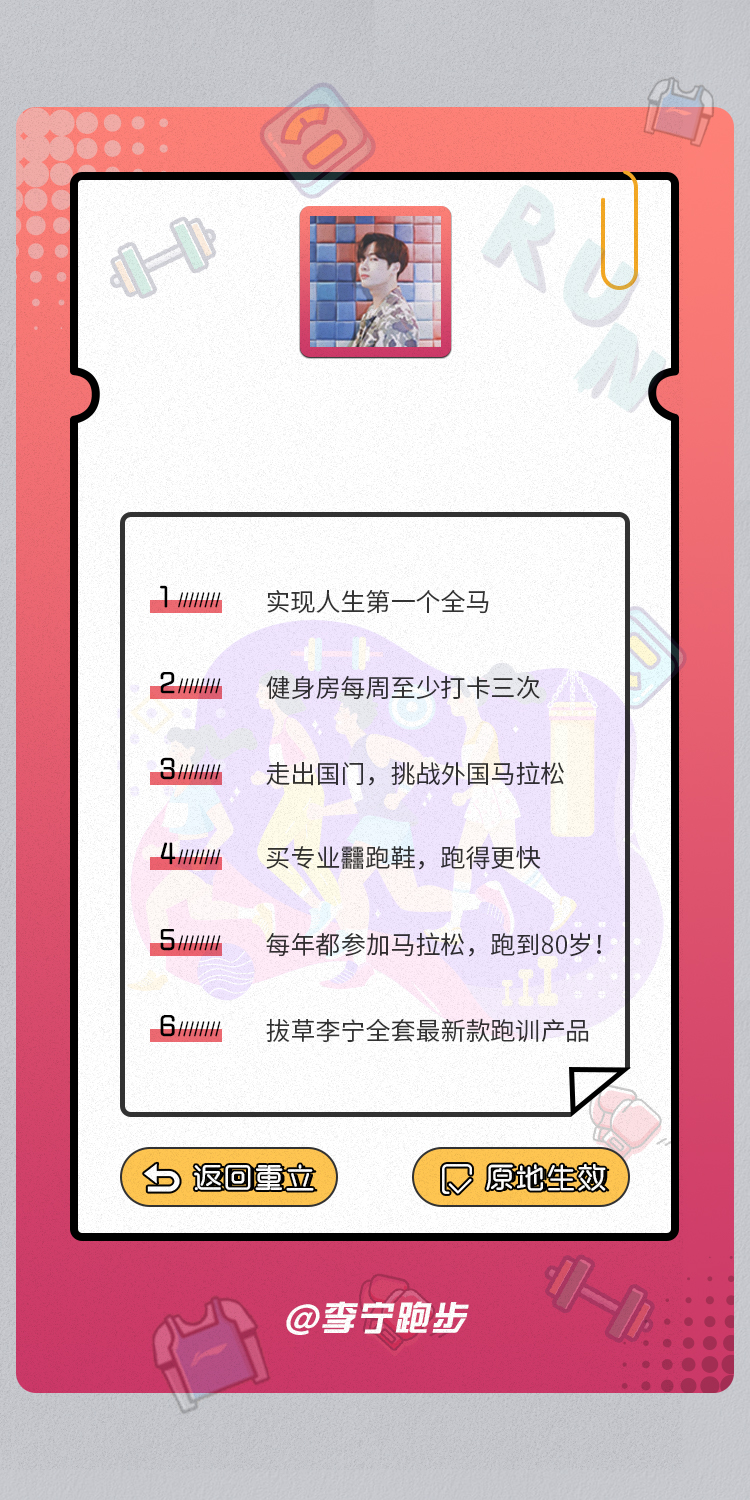 RUN
1 实现人生第一个全马
2 健身房每周至少打卡三次
3 走出国门，挑战外国马拉松
4 买专业䨻跑鞋，跑得更快
5 每年都参加马拉松，跑到80岁！
6 拔草李宁全套最新款跑训产品
返回重立 原地生效
@李宁跑步